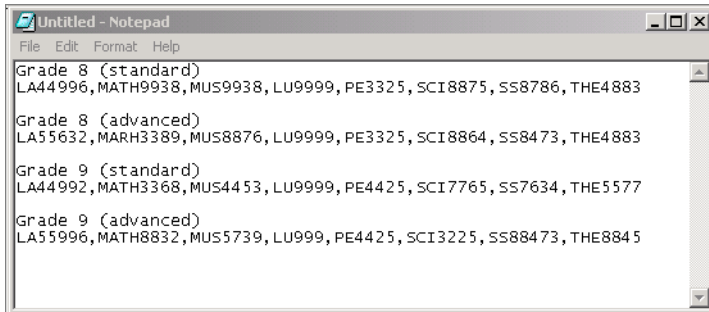 Untitled - Notepad
File Edit Format Help
Grade 8 (standard)
LA44996,MATH9938,MUS9938,LU9999,PE3325,SCI8875,SS8786,THE4883
Grade 8 (advanced)
LA55632,MARH3389,MUS8876,LU9999,PE3325,SCI8864,SS8473,THE4883
Grade 9 (standard)
LA44992,MATH3368,MUS4453,LU9999,PE4425,SCI7765,SS7634,THE5577
Grade 9 (advanced)
LA55996,MATH8832,MUS5739,LU999,PE4425,SCI3225,SS88473,THE8845